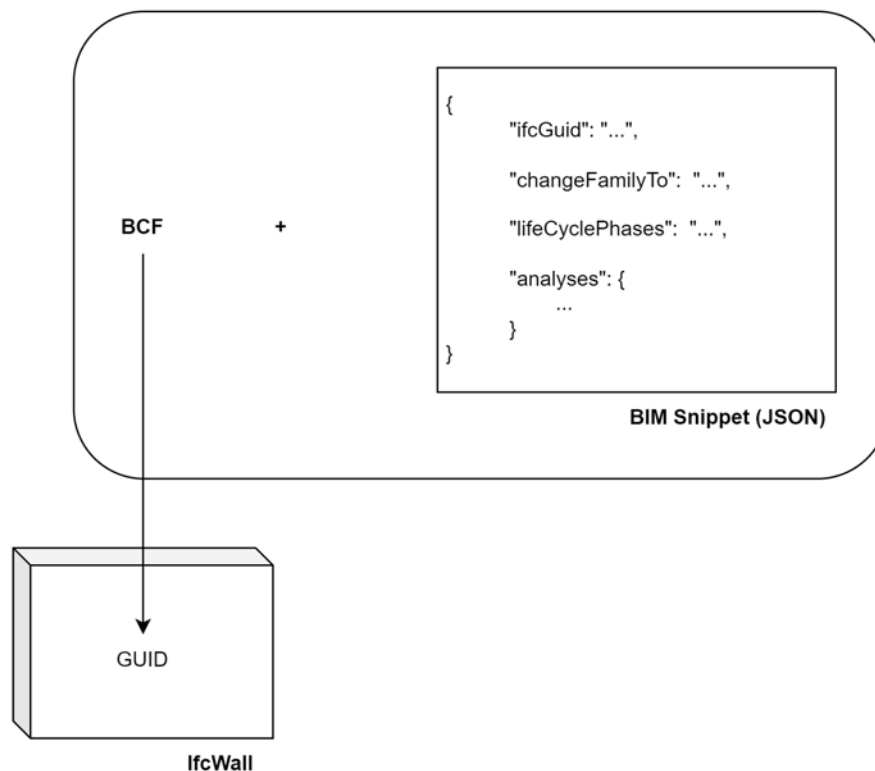 {
"ifcGuid": "...",
"changeFamilyTo": "...",
"lifeCyclePhases": "...",
"analyses": {
...
}
}
BCF +
BIM Snippet (JSON)
GUID
IfcWall